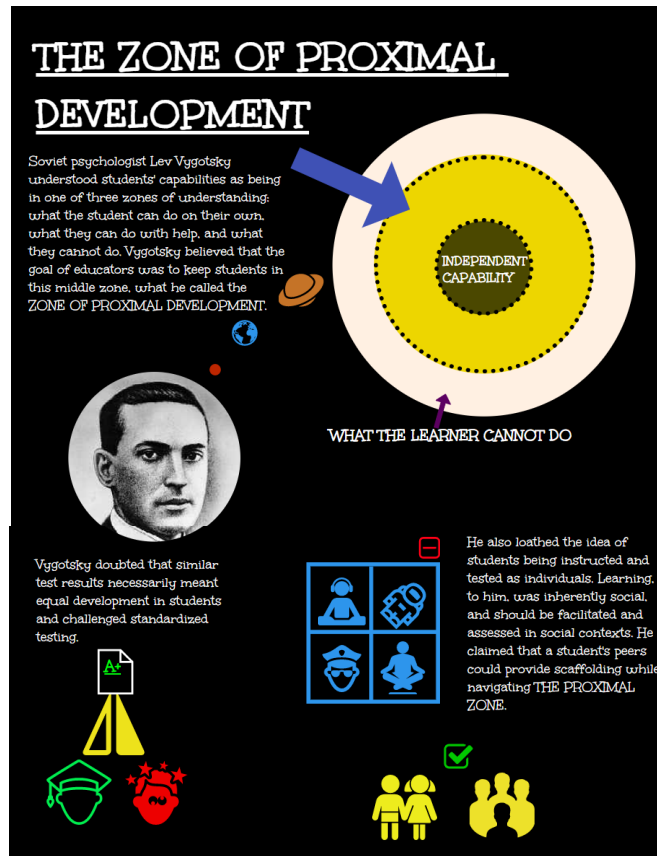 THE ZONE OF PROXIMAL
DEVELOPMENT
Soviet psychologist Lev Vygotsky
understood students' capabilities as being
in one of three zones of understanding:
what the student can do on their own,
what they can do with help, and what
they cannot do. Vygotsky believed that the
goal of educators was to keep students in
this middle zone, what he called the
ZONE OF PROXIMAL DEVELOPMENT.
INDEPENDENT
CAPABILITY
WHAT THE LEARNER CANNOT DO
Vygotsky doubted that similar
test results necessarily meant
equal development in students
and challenged standardized
testing.
A+
He also loathed the idea of
students being instructed and
tested as individuals. Learning,
to him, was inherently social,
and should be facilitated and
assessed in social contexts. He
claimed that a student's peers
could provide scaffolding while
navigating THE PROXIMAL
ZONE.